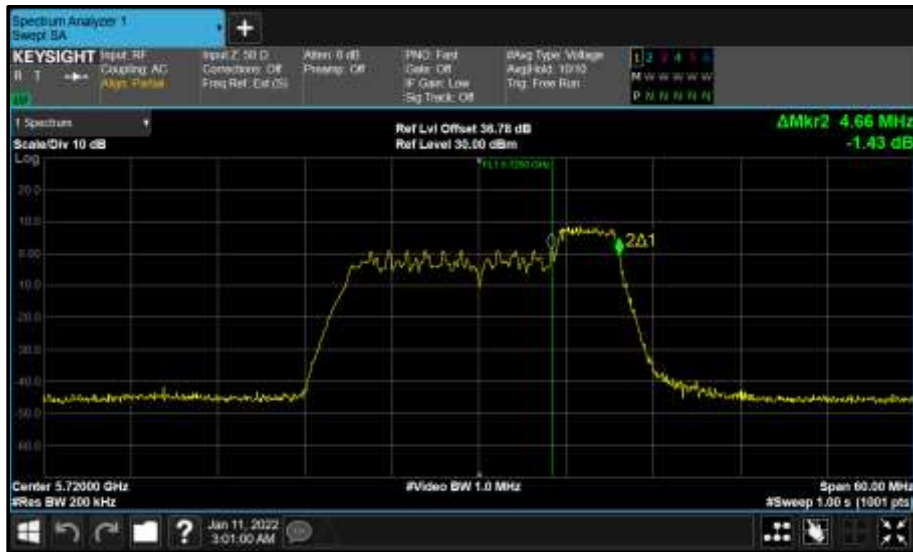 Spectrum Analyzer 1
Swept SA
KEYSIGHT
R T
Input: RF
Coupling: AC
Align: Partial
Input Z: 50 Ω
Corrections: Off
Freq Ref: Ext (S)
Atten: 6 dB
Preamp: Off
PNO: Fast
Gate: Off
IF Gain: Low
Sig Track: Off
#Avg Type: Voltage
Avg|Hold: 10/10
Trig: Free Run
1 2 3 4 5 6
M W W W W W
P N N N N N
1 Spectrum
Scale/Div 10 dB
Ref Lvl Offset 36.78 dB
Ref Level 30.00 dBm
ΔMkr2 4.66 MHz
-1.43 dB
Log
20.0
10.0
0.00
-10.0
-20.0
-30.0
-40.0
-50.0
-60.0
2Δ1
Center 5.72000 GHz
#Res BW 200 kHz
#Video BW 1.0 MHz
Span 60.00 MHz
#Sweep 1.00 s (1001 pts)
Jan 11, 2022
3:01:00 AM